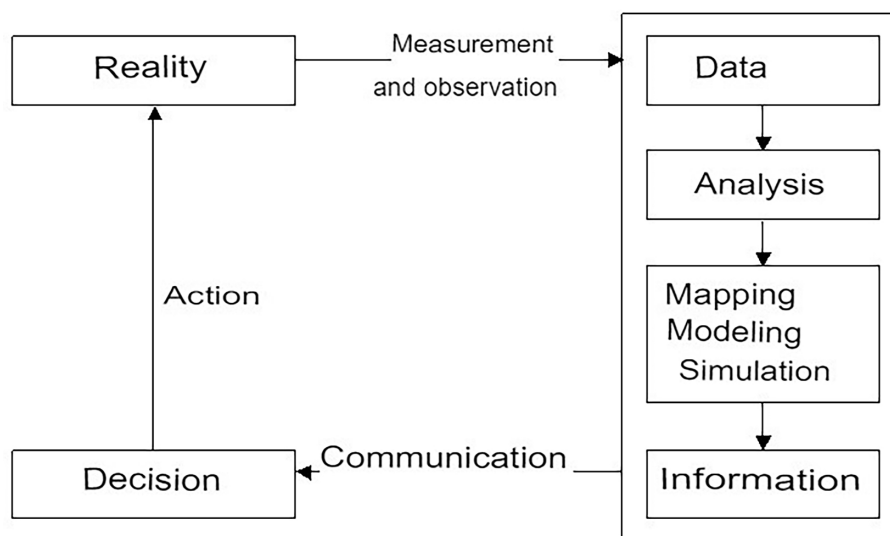 Reality
Measurement
and observation
Data
Analysis
Action
Mapping
Modeling
Simulation
Decision
Communication
Information